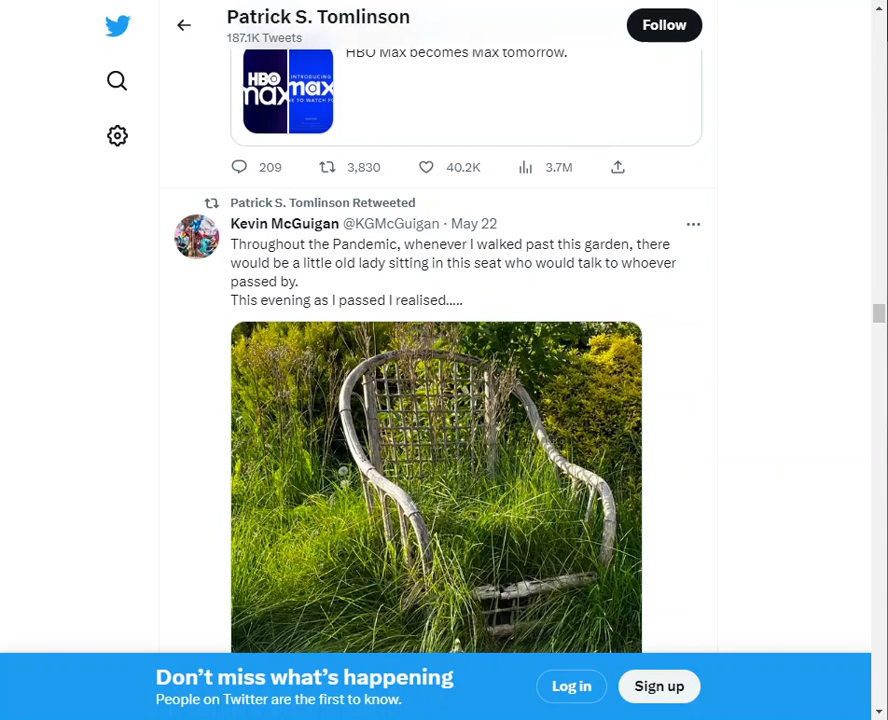 Patrick S. Tomlinson
187.1K Tweets
Follow
HBO Max becomes Max tomorrow.
HBO
max
INTRODUCING
max
209
3,830
40.2K
3.7M
Patrick S. Tomlinson Retweeted
Kevin McGuigan @KGMcGuigan · May 22
Throughout the Pandemic, whenever I walked past this garden, there
would be a little old lady sitting in this seat who would talk to whoever
passed by.
This evening as I passed I realised.....
Don’t miss what’s happening
People on Twitter are the first to know.
Log in
Sign up